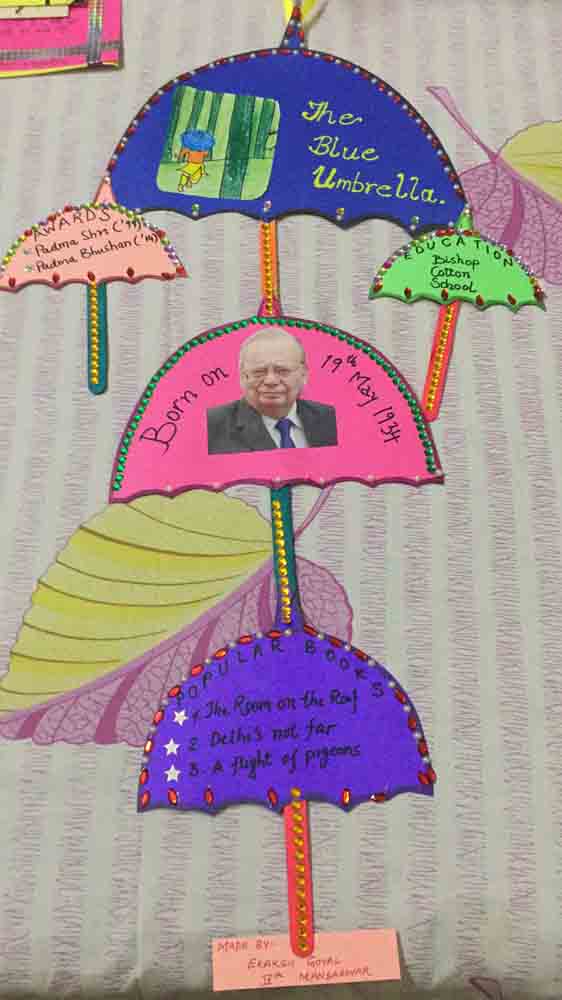 The
Blue
Umbrella.
AWARDS
Padma Shri ('99)
Padma Bhushan ('14)
EDUCATION
Bishop
Cotton
School
Born on 19th May 1934
POPULAR BOOKS
1. The Room on the Roof
2. Delhi's not far
3. A flight of pigeons
MADE BY:-
GOYAL
MANSAROVAR